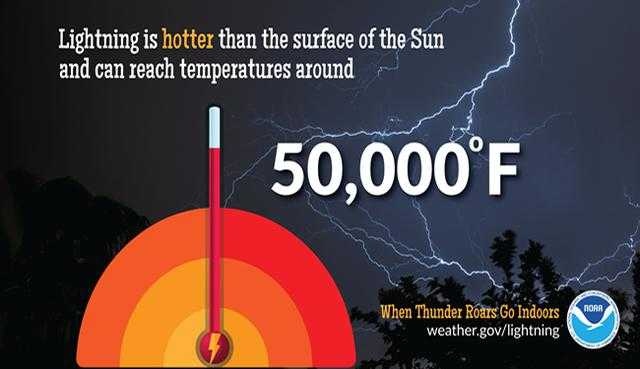 Lightning is hotter than the surface of the Sun
and can reach temperatures around
50,000°F
When Thunder Roars Go Indoors
weather.gov/lightning
NOAA